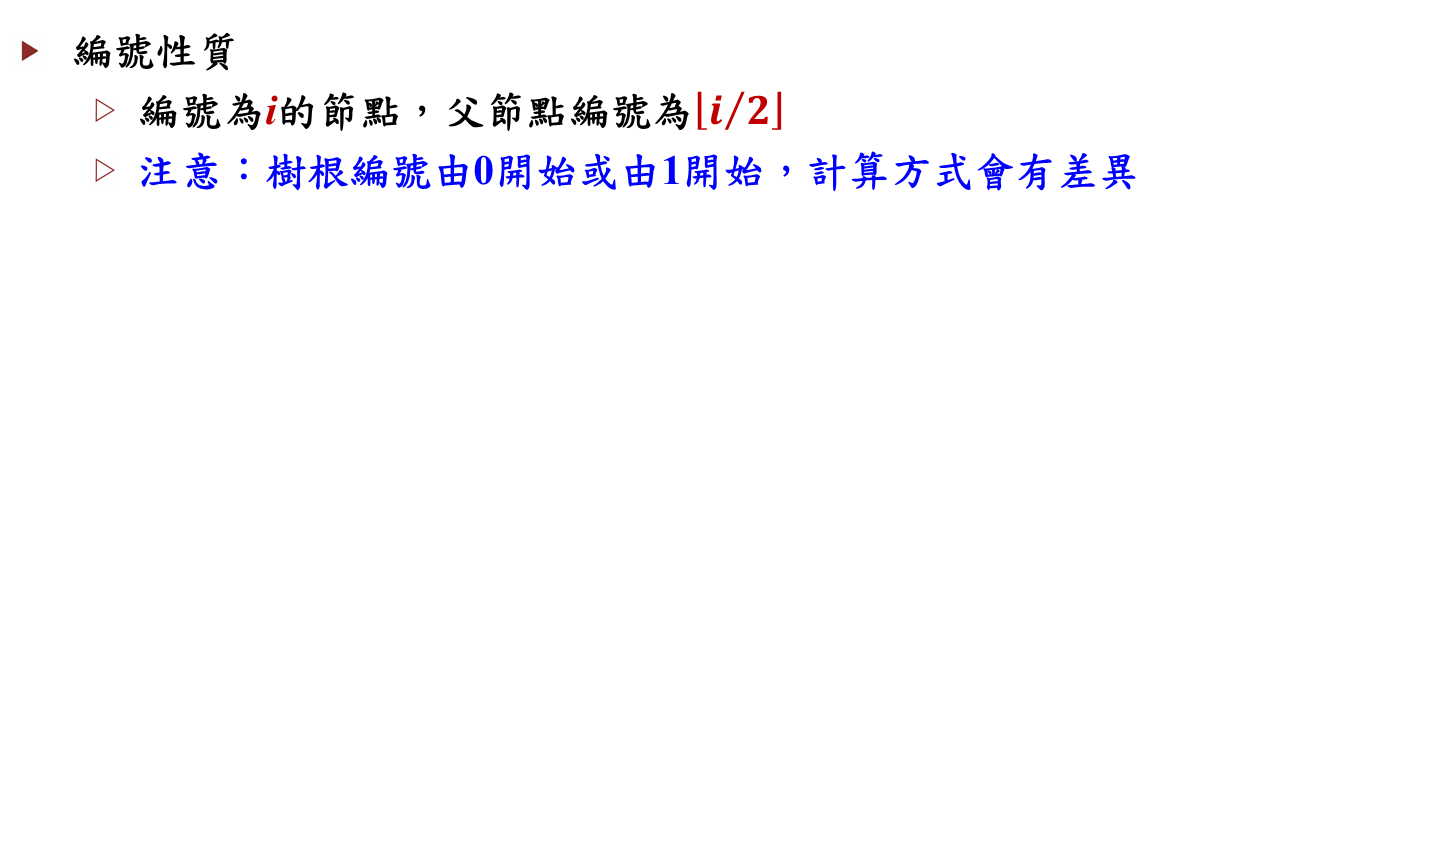 編號性質
編號為i的節點，父節點編號為⌊i/2⌋
注意：樹根編號由0開始或由1開始，計算方式會有差異